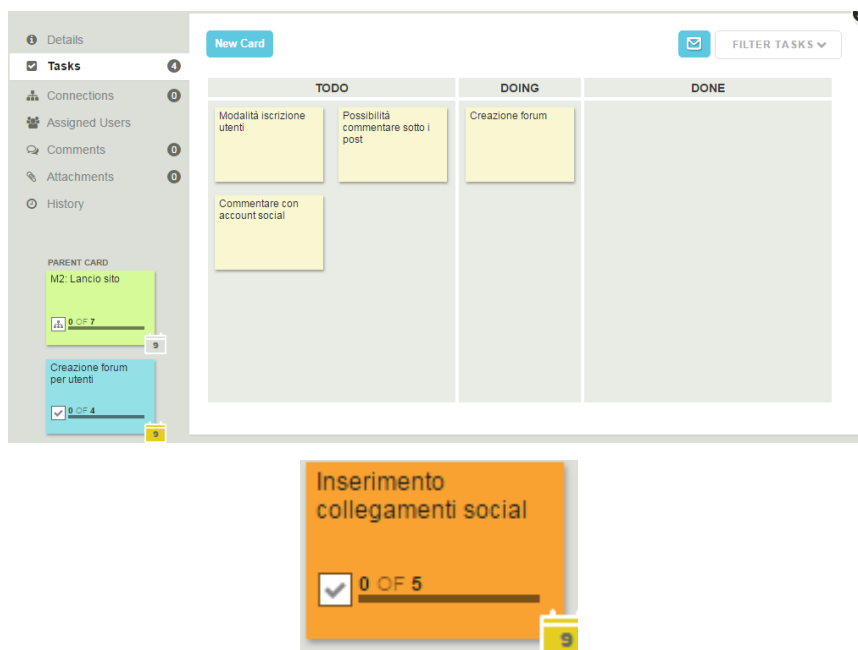 Details
Tasks 4
Connections 0
Assigned Users
Comments 0
Attachments 0
History
PARENT CARD
M2: Lancio sito
0 OF 7
9
Creazione forum
per utenti
0 OF 4
9
New Card
FILTER TASKS
TODO
DOING
DONE
Modalità iscrizione
utenti
Possibilità
commentare sotto i
post
Creazione forum
Commentare con
account social
Inserimento
collegamenti social
0 OF 5
9